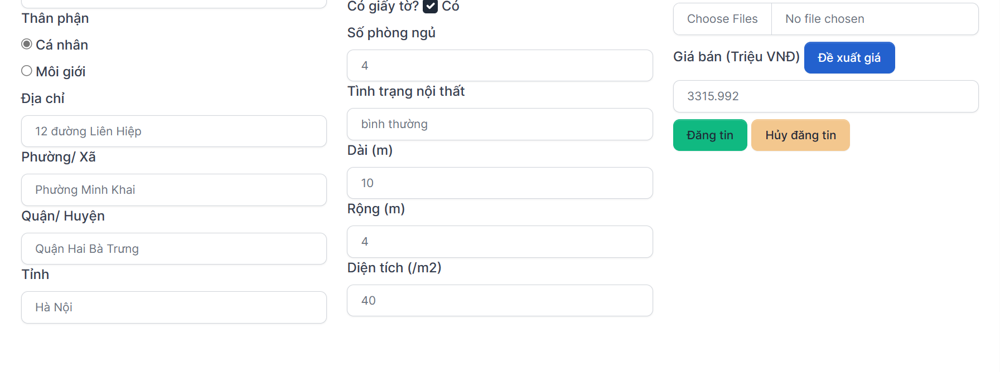 Thân phận
Cá nhân
Môi giới
Địa chỉ
12 đường Liên Hiệp
Phường/ Xã
Phường Minh Khai
Quận/ Huyện
Quận Hai Bà Trưng
Tỉnh
Hà Nội
Có giấy tờ? Có
Số phòng ngủ
4
Tình trạng nội thất
bình thường
Dài (m)
10
Rộng (m)
4
Diện tích (/m2)
40
Choose Files No file chosen
Giá bán (Triệu VNĐ) Đề xuất giá
3315.992
Đăng tin Hủy đăng tin